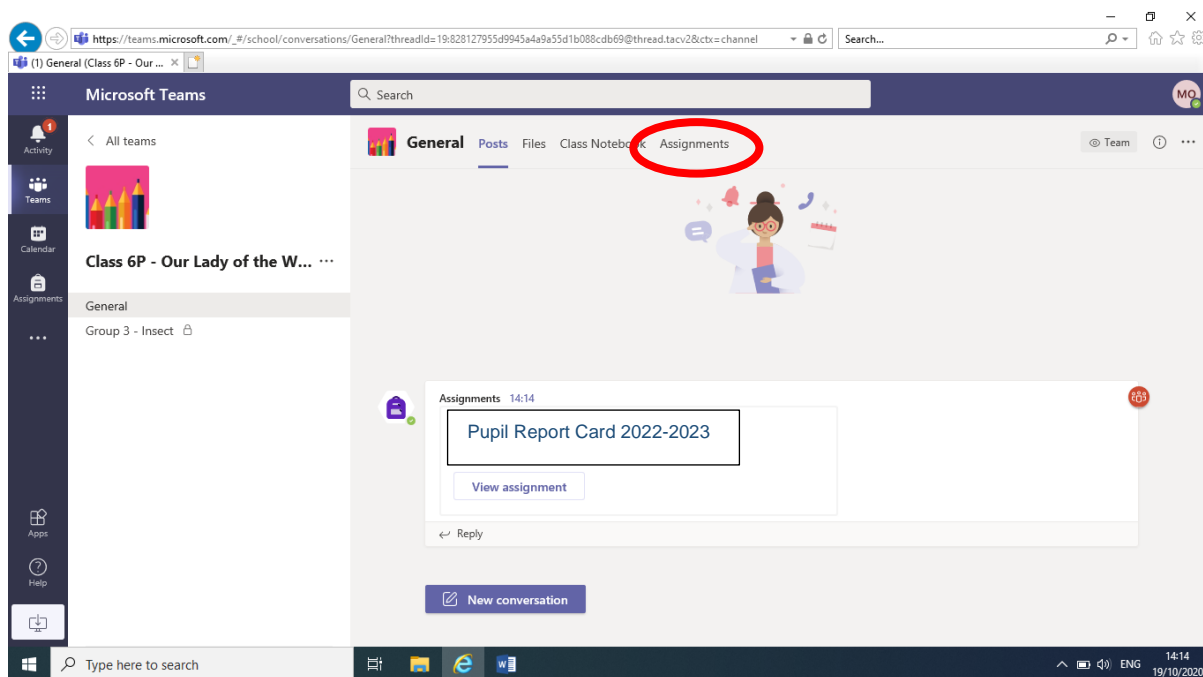 https://teams.microsoft.com/_#/school/conversations/General?threadId=19:828127955d9945a4a9a55d1b088cdb69@thread.tacv2&ctx=channel
Search...
(1) General (Class 6P - Our ...
Microsoft Teams
Search
MO
1
Activity
Teams
Calendar
Assignments
Apps
Help
All teams
Class 6P - Our Lady of the W... ...
General
Group 3 - Insect
General Posts Files Class Notebook Assignments
Team
Assignments 14:14
Pupil Report Card 2022-2023
View assignment
Reply
New conversation
Type here to search
ENG
14:14
19/10/2020